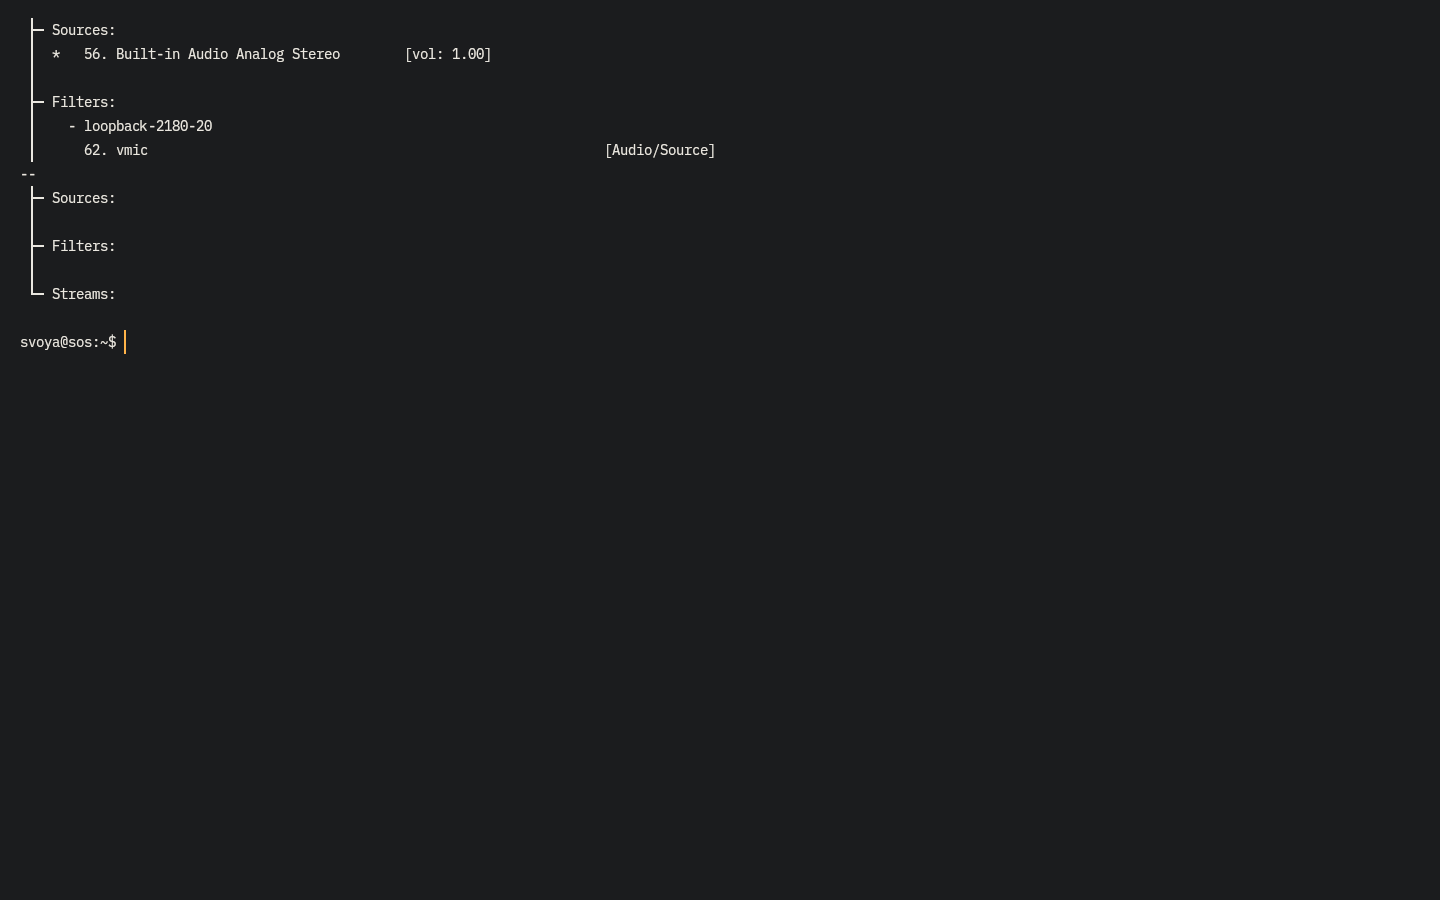 ├─ Sources:
│  *   56. Built-in Audio Analog Stereo        [vol: 1.00]
│
├─ Filters:
│    - loopback-2180-20
│      62. vmic                                                         [Audio/Source]
--
├─ Sources:
│
├─ Filters:
│
└─ Streams:
svoya@sos:~$